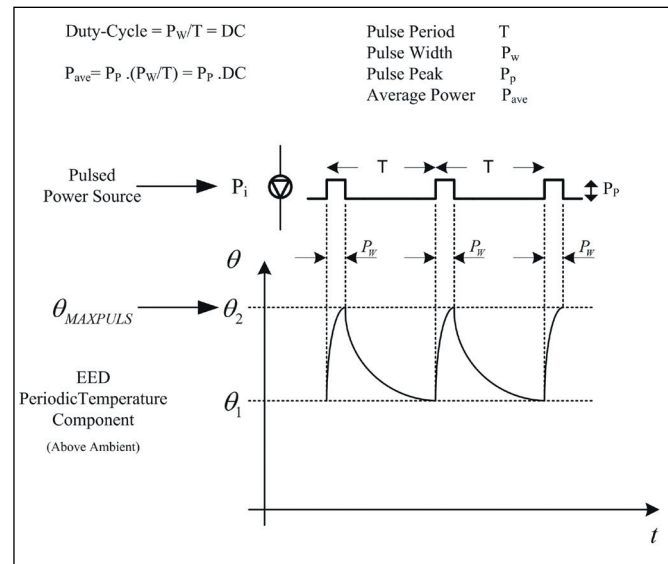 Duty-Cycle = P_W/T = DC
P_ave= P_P .(P_W/T) = P_P .DC
Pulse Period T
Pulse Width P_w
Pulse Peak P_p
Average Power P_ave
T T
Pulsed
Power Source
P_i
P_P
P_W P_W P_W
θ
θ_MAXPULS
θ_2
EED
PeriodicTemperature
Component
(Above Ambient)
θ_1
t